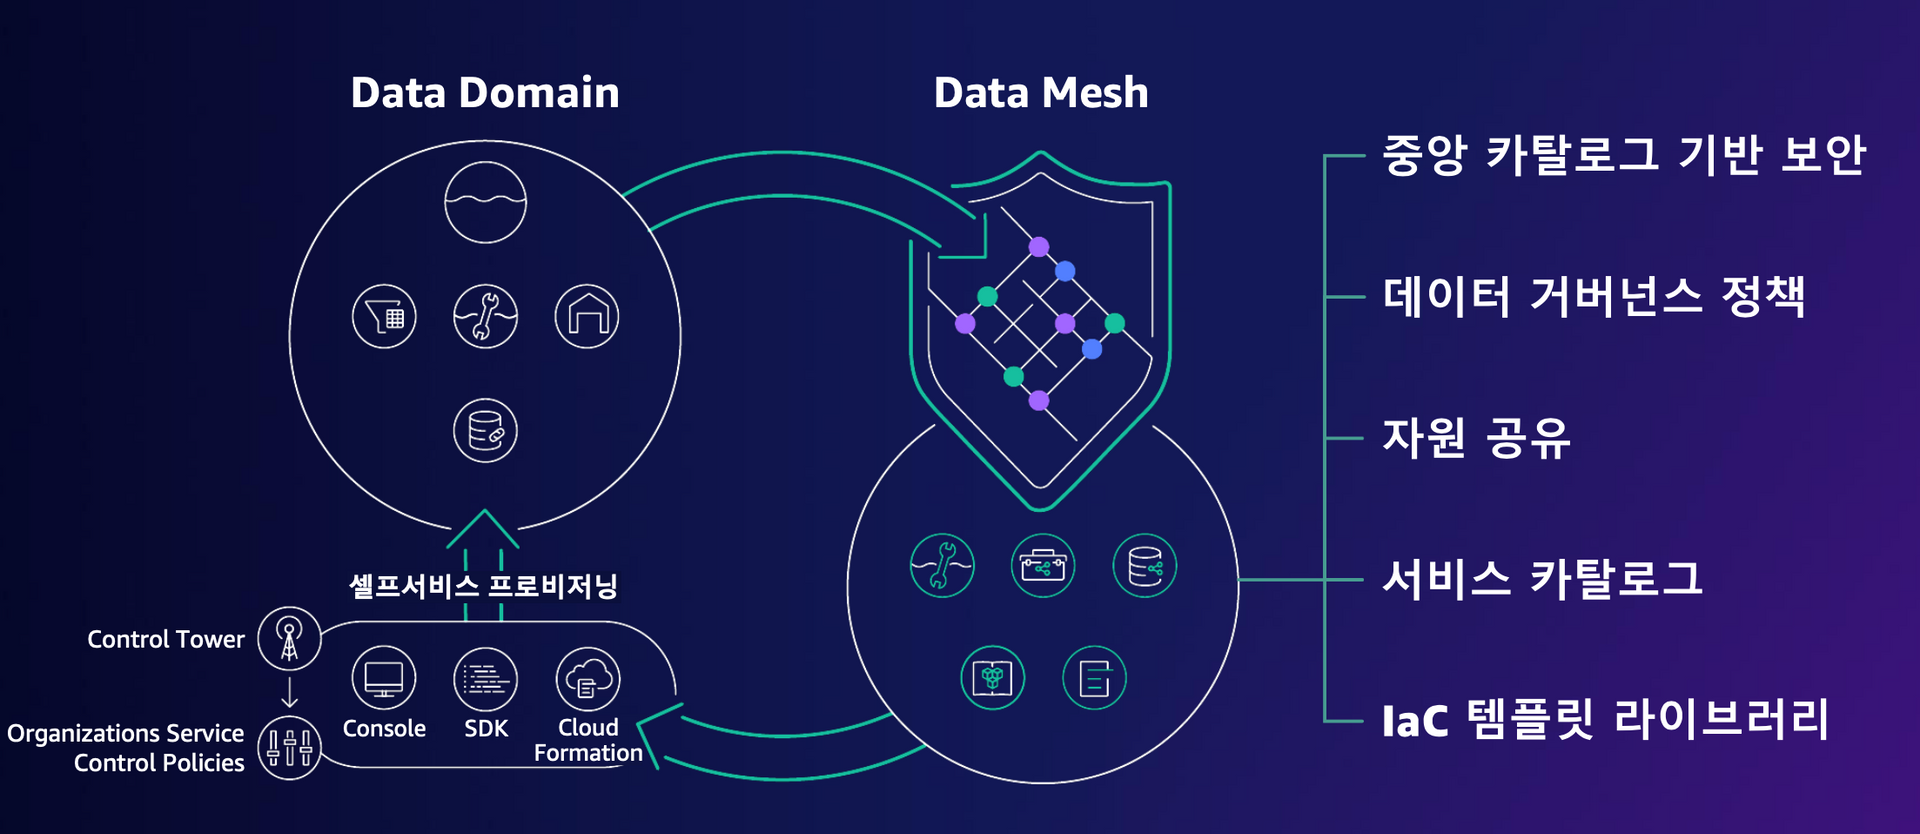 Data Domain
Data Mesh
중앙 카탈로그 기반 보안
데이터 거버넌스 정책
자원 공유
서비스 카탈로그
IaC 템플릿 라이브러리
셀프서비스 프로비저닝
Control Tower
Organizations Service
Control Policies
Console
SDK
Cloud
Formation